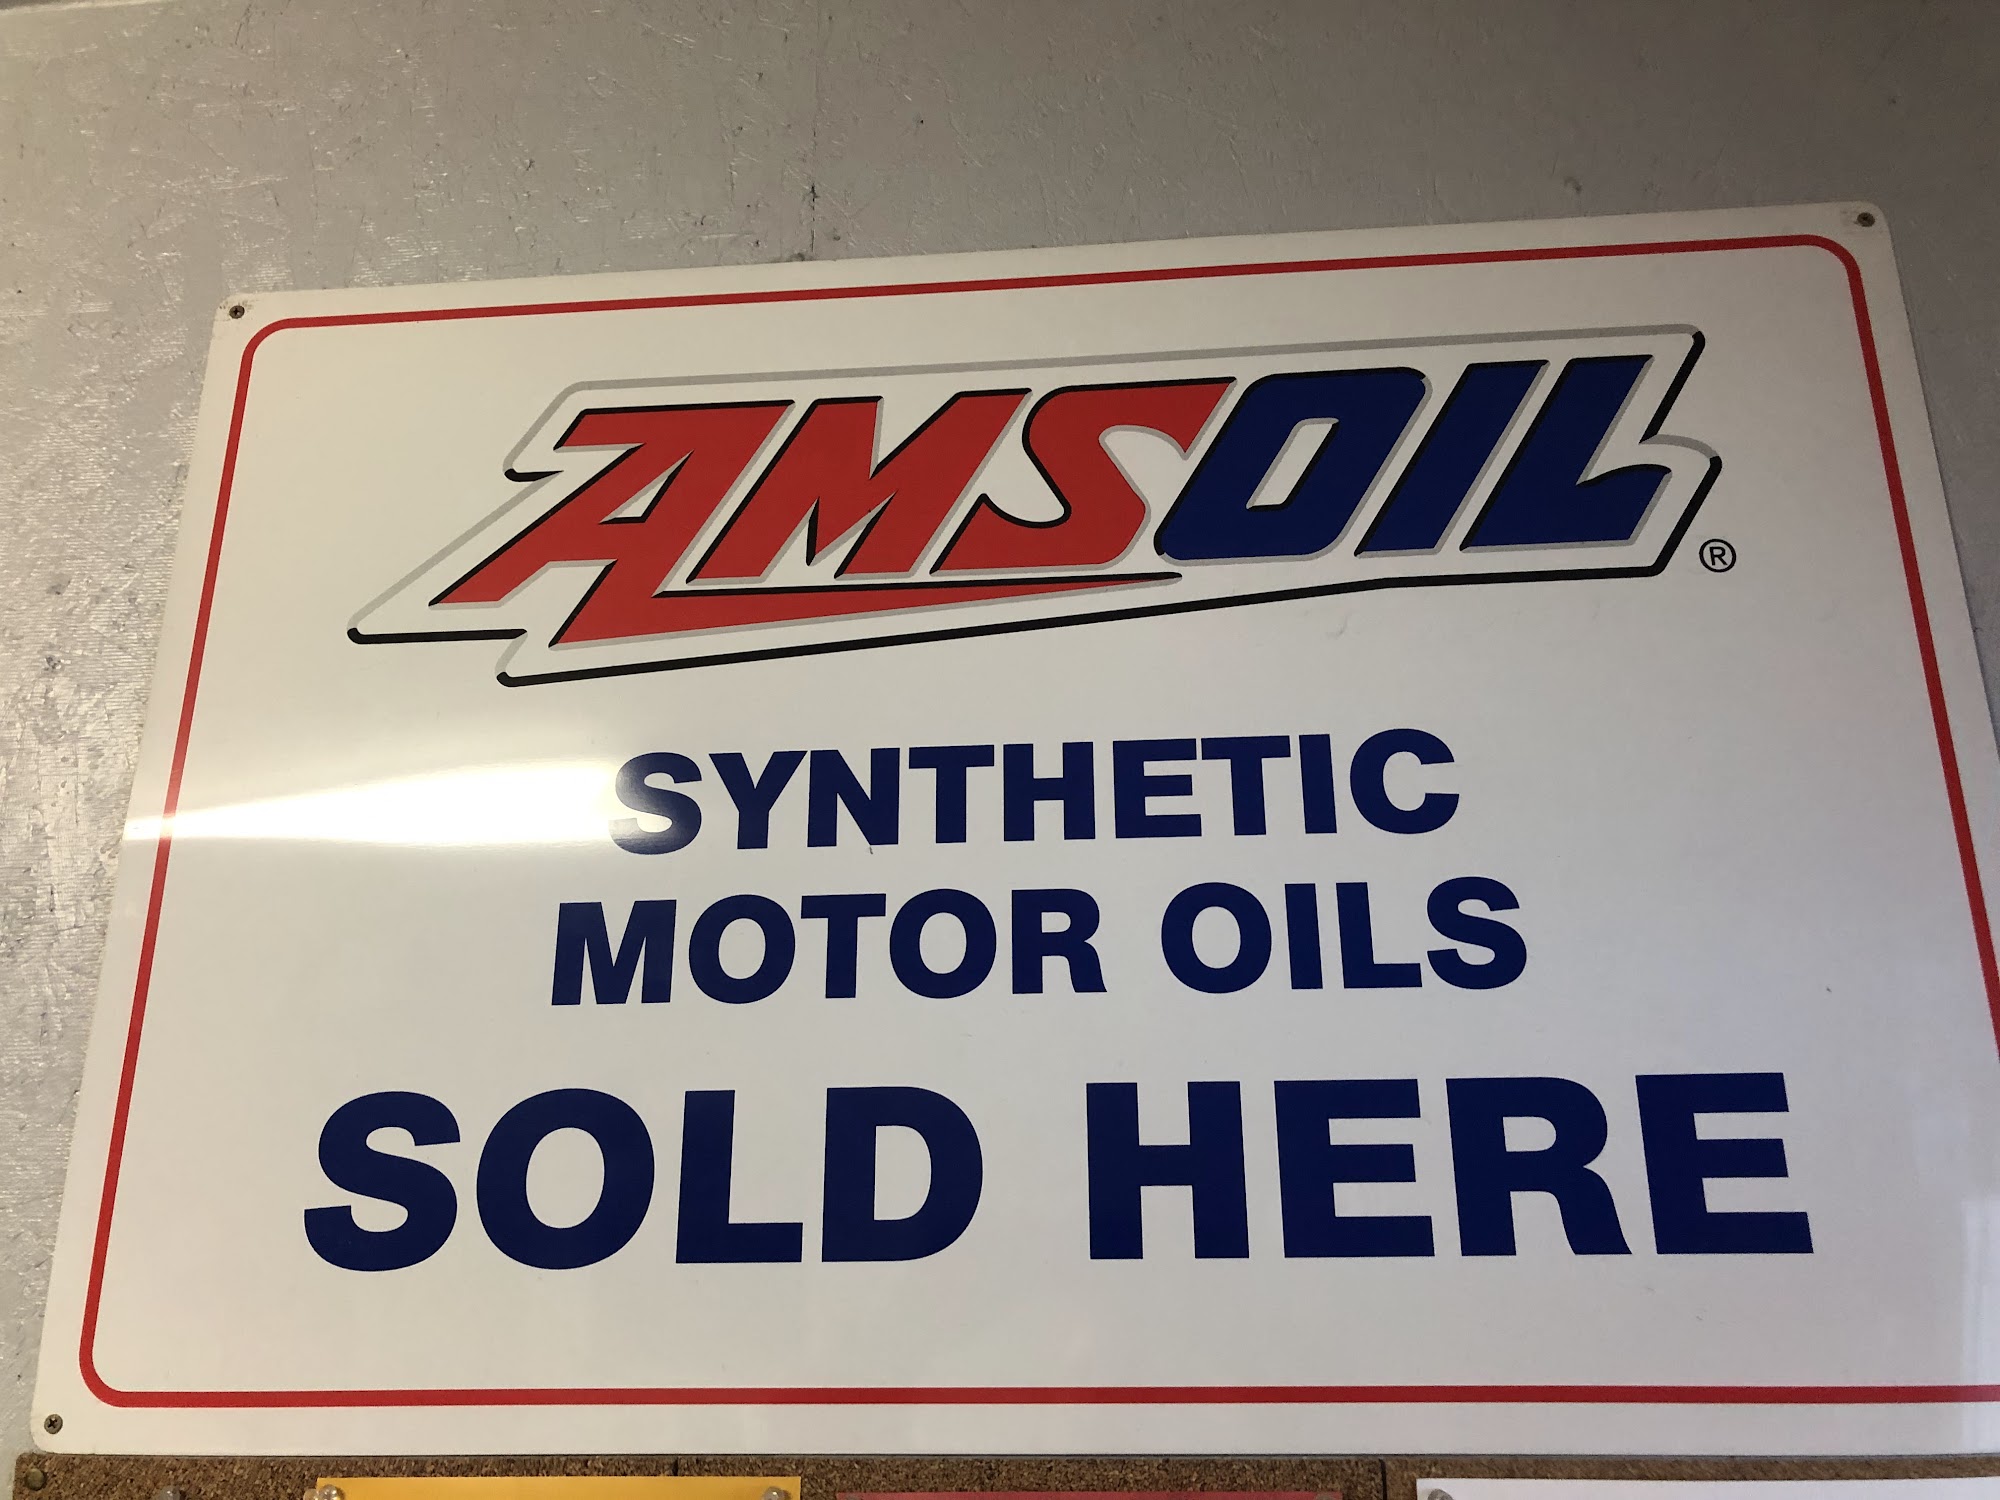 AMSOIL®
SYNTHETIC
MOTOR OILS
SOLD HERE